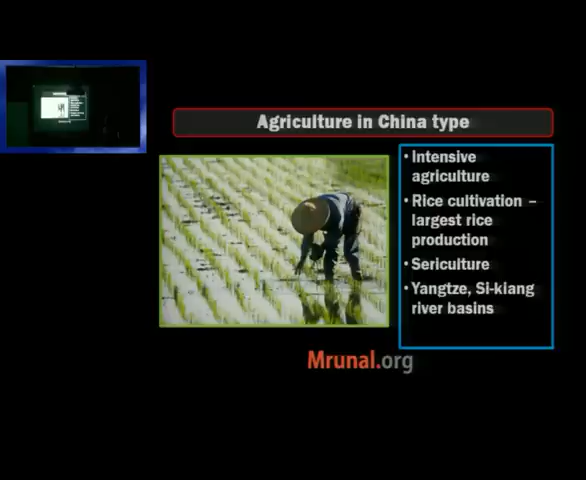 Agriculture in China type
• Intensive
agriculture
• Rice cultivation –
largest rice
production
• Sericulture
• Yangtze, Si-kiang
river basins
Mrunal.org